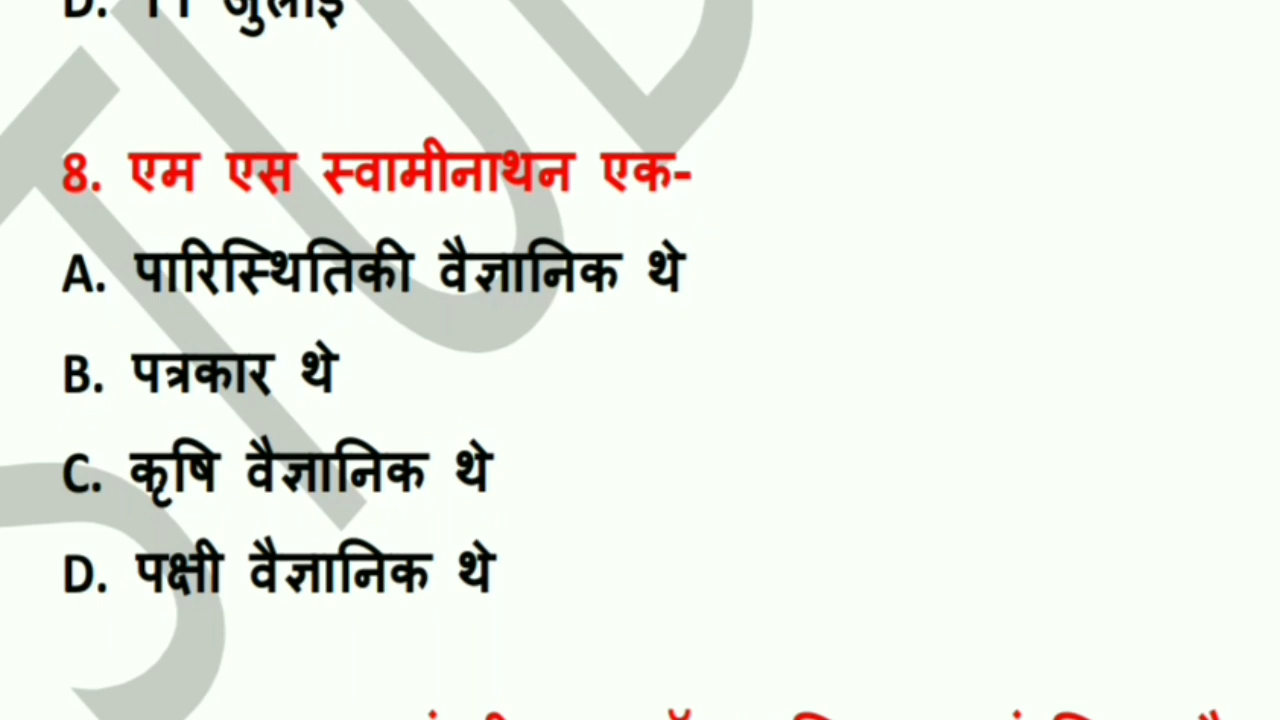 D. 11 जुलाई
8. एम एस स्वामीनाथन एक-
A. पारिस्थितिकी वैज्ञानिक थे
B. पत्रकार थे
C. कृषि वैज्ञानिक थे
D. पक्षी वैज्ञानिक थे